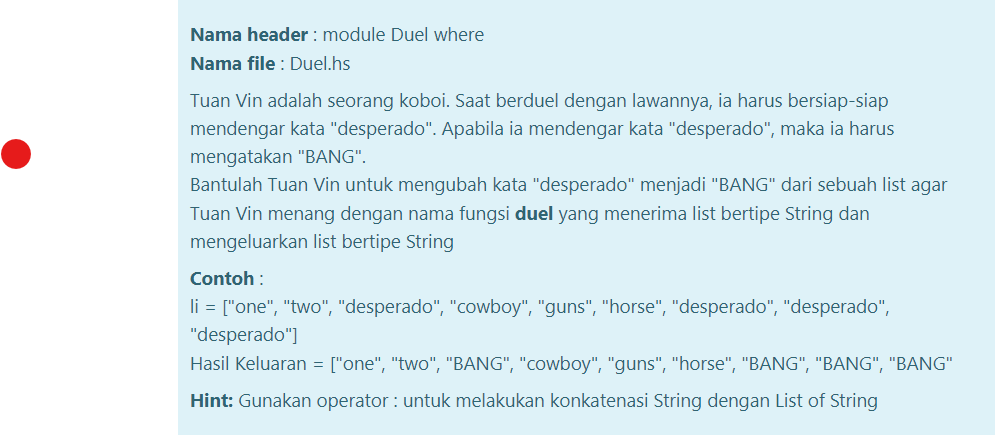 Nama header : module Duel where
Nama file : Duel.hs
Tuan Vin adalah seorang koboi. Saat berduel dengan lawannya, ia harus bersiap-siap
mendengar kata "desperado". Apabila ia mendengar kata "desperado", maka ia harus
mengatakan "BANG".
Bantulah Tuan Vin untuk mengubah kata "desperado" menjadi "BANG" dari sebuah list agar
Tuan Vin menang dengan nama fungsi duel yang menerima list bertipe String dan
mengeluarkan list bertipe String
Contoh :
li = ["one", "two", "desperado", "cowboy", "guns", "horse", "desperado", "desperado",
"desperado"]
Hasil Keluaran = ["one", "two", "BANG", "cowboy", "guns", "horse", "BANG", "BANG", "BANG"
Hint: Gunakan operator : untuk melakukan konkatenasi String dengan List of String